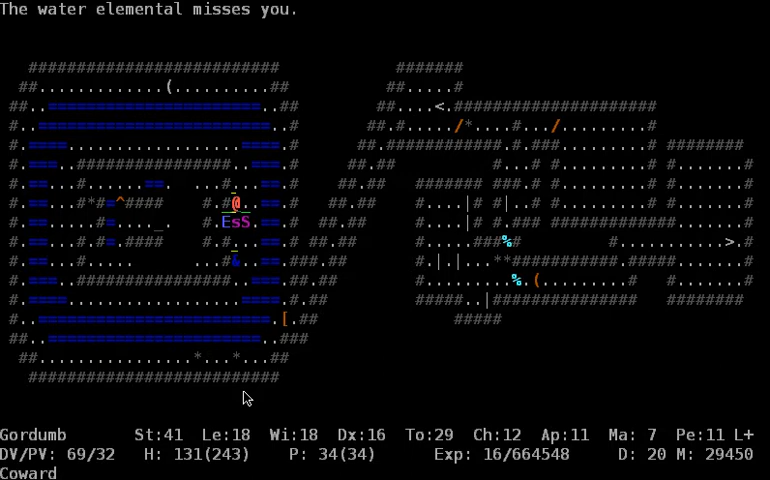 The water elemental misses you.
Gordumb St:41 Le:18 Wi:18 Dx:16 To:29 Ch:12 Ap:11 Ma: 7 Pe:11 L+
DV/PV: 69/32 H: 131(243) P: 34(34) Exp: 16/664548 D: 20 M: 29450
Coward